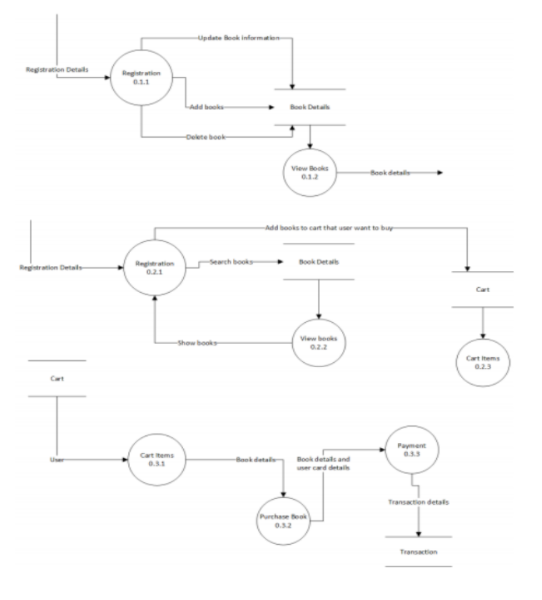 Update Book Information
Registration Details
Registration
0.1.1
Add books
Book Details
Delete book
View Books
0.1.2
Book details
Add books to cart that user want to buy
Registration Details
Registration
0.2.1
Search books
Book Details
Cart
Show books
View books
0.2.2
Cart Items
0.2.3
Cart
User
Cart Items
0.3.1
Book details
Book details and
user card details
Payment
0.3.3
Purchase Book
0.3.2
Transaction details
Transaction